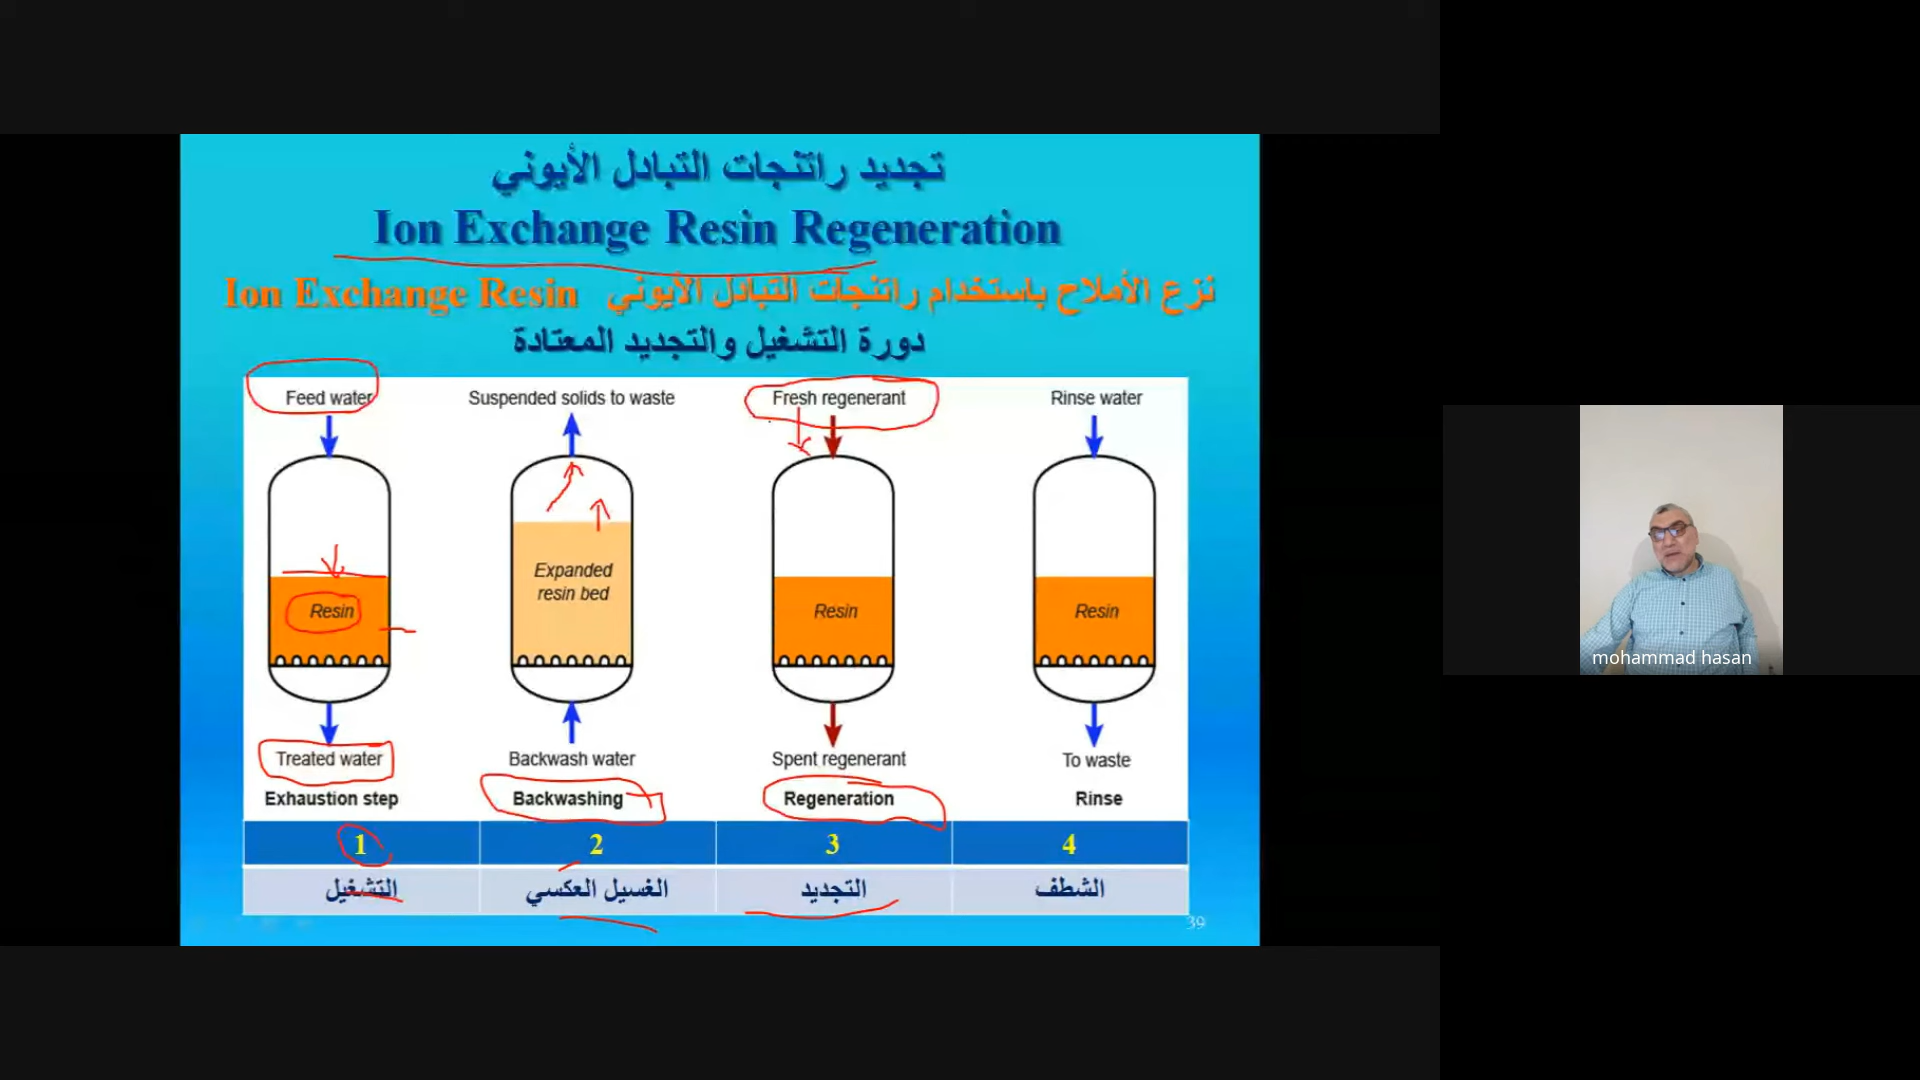 تجديد راتنجات التبادل الأيوني
Ion Exchange Resin Regeneration
نزع الأملاح باستخدام راتنجات التبادل الأيوني Ion Exchange Resin
دورة التشغيل والتجديد المعتادة
Feed water
Suspended solids to waste
Fresh regenerant
Rinse water
Resin
Expanded
resin bed
Resin
Resin
Treated water
Backwash water
Spent regenerant
To waste
Exhaustion step
Backwashing
Regeneration
Rinse
1 2 3 4
التشغيل
الغسيل العكسي
التجديد
الشطف
39
mohammad hasan